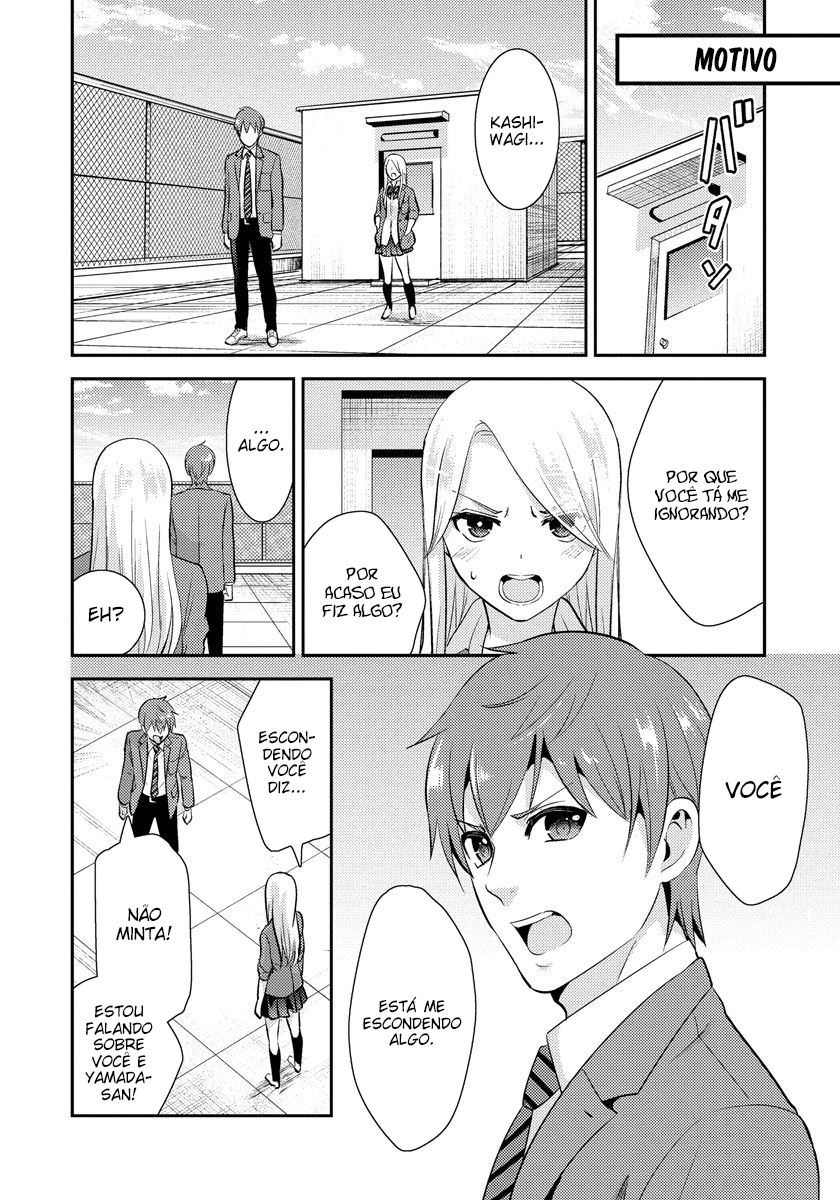 MOTIVO
バタン
KASHI-
WAGI...
POR QUE
VOCÊ TÁ ME
IGNORANDO?
POR
ACASO EU
FIZ ALGO?
...
ALGO.
EH?
VOCÊ
ESTÁ ME
ESCONDENDO
ALGO.
ESCON-
DENDO
VOCÊ
DIZ...
NÃO
MINTA!
ESTOU
FALANDO
SOBRE
VOCÊ E
YAMADA-
SAN!